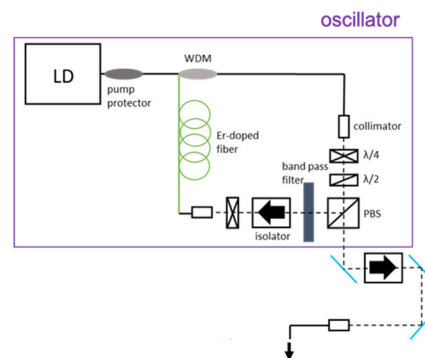 oscillator
LD
WDM
pump
protector
collimator
Er-doped
fiber
λ/4
band pass
filter
λ/2
PBS
isolator